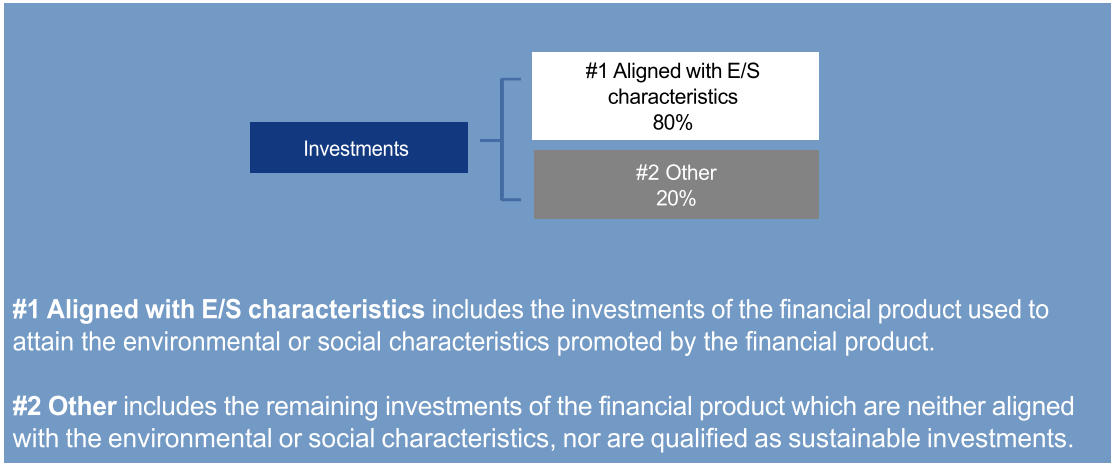 Investments
#1 Aligned with E/S
characteristics
80%
#2 Other
20%
#1 Aligned with E/S characteristics includes the investments of the financial product used to
attain the environmental or social characteristics promoted by the financial product.
#2 Other includes the remaining investments of the financial product which are neither aligned
with the environmental or social characteristics, nor are qualified as sustainable investments.